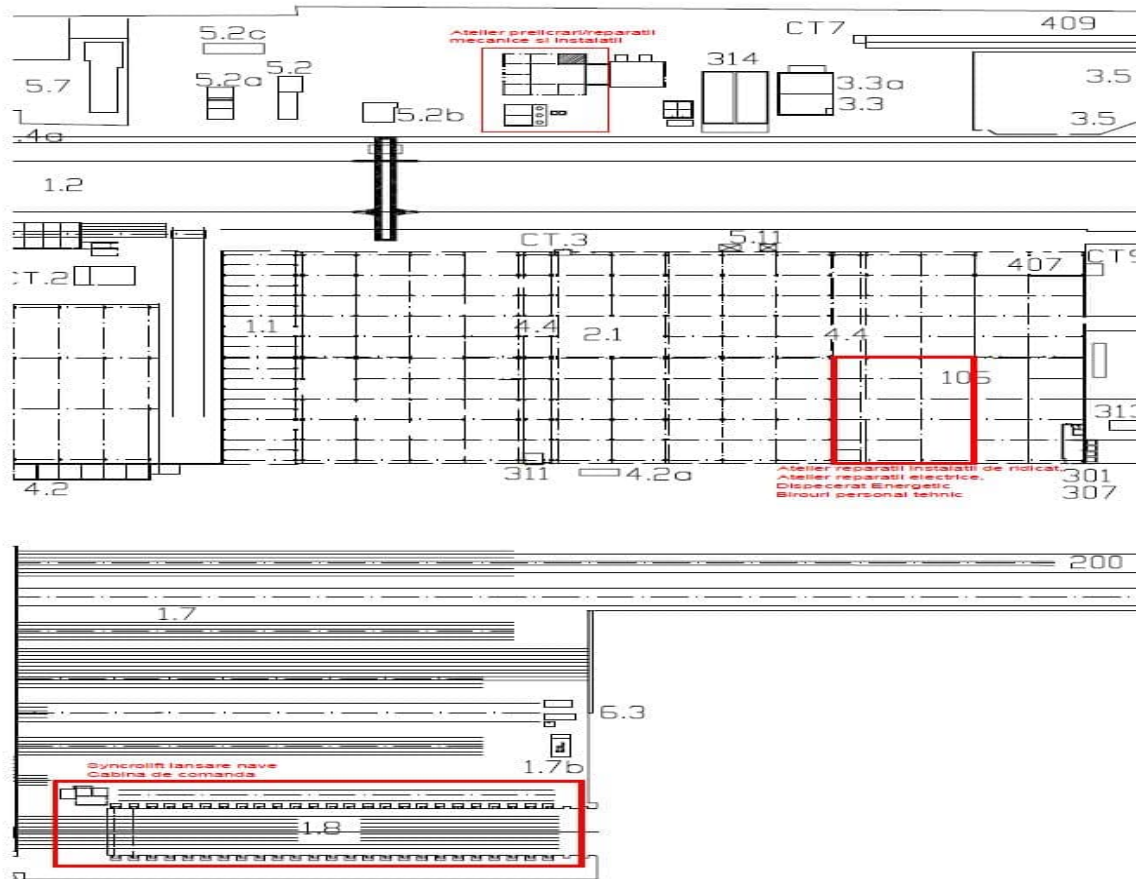 Atelier prelicrari/reparatii
mecanice si instalatii
CT7
409
5.2c
314
5.7
5.2a
5.2
3.3a
3.5
5.2b
3.3
3.5
.4a
1.2
CT.3
5.11
CT9
CT.2
407
1.1
4.4
2.1
4.4
105
313
4.2
311
4.2a
Atelier reparatii instalatii de ridicat,
Atelier reparatii electrice,
Dispecerat Energetic
Birouri personal tehnic
301
307
200
1.7
6.3
Syncrolift lansare nave
Cabina de comanda
1.7b
1.8